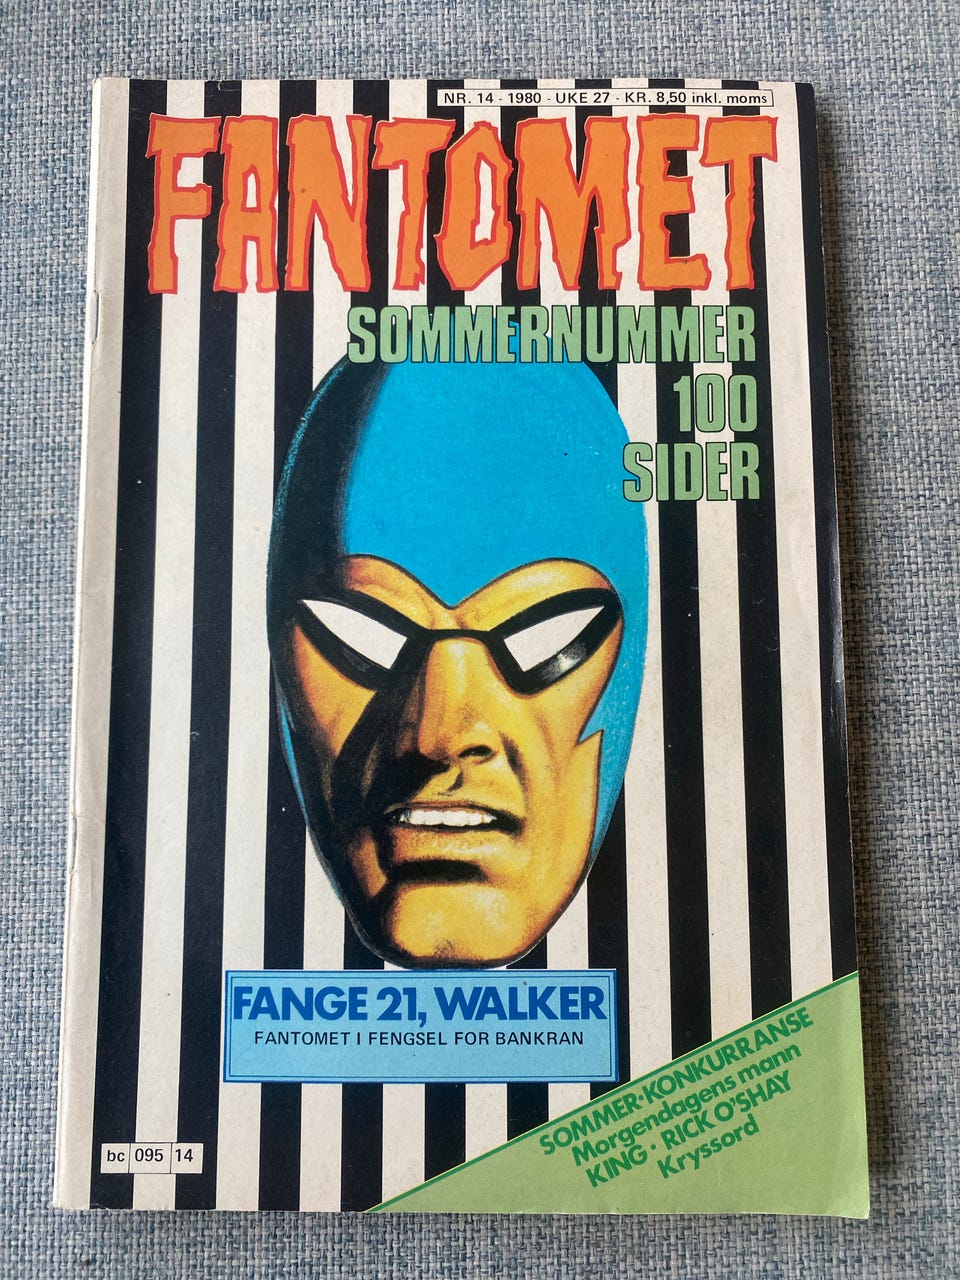 NR. 14 - 1980 - UKE 27 - KR. 8,50 inkl. moms
FANTOMET
SOMMERNUMMER
100
SIDER
FANGE 21, WALKER
FANTOMET I FENGSEL FOR BANKRAN
SOMMER·KONKURRANSE
Morgendagens mann
KING · RICK O'SHAY
Kryssord
bc 095 14